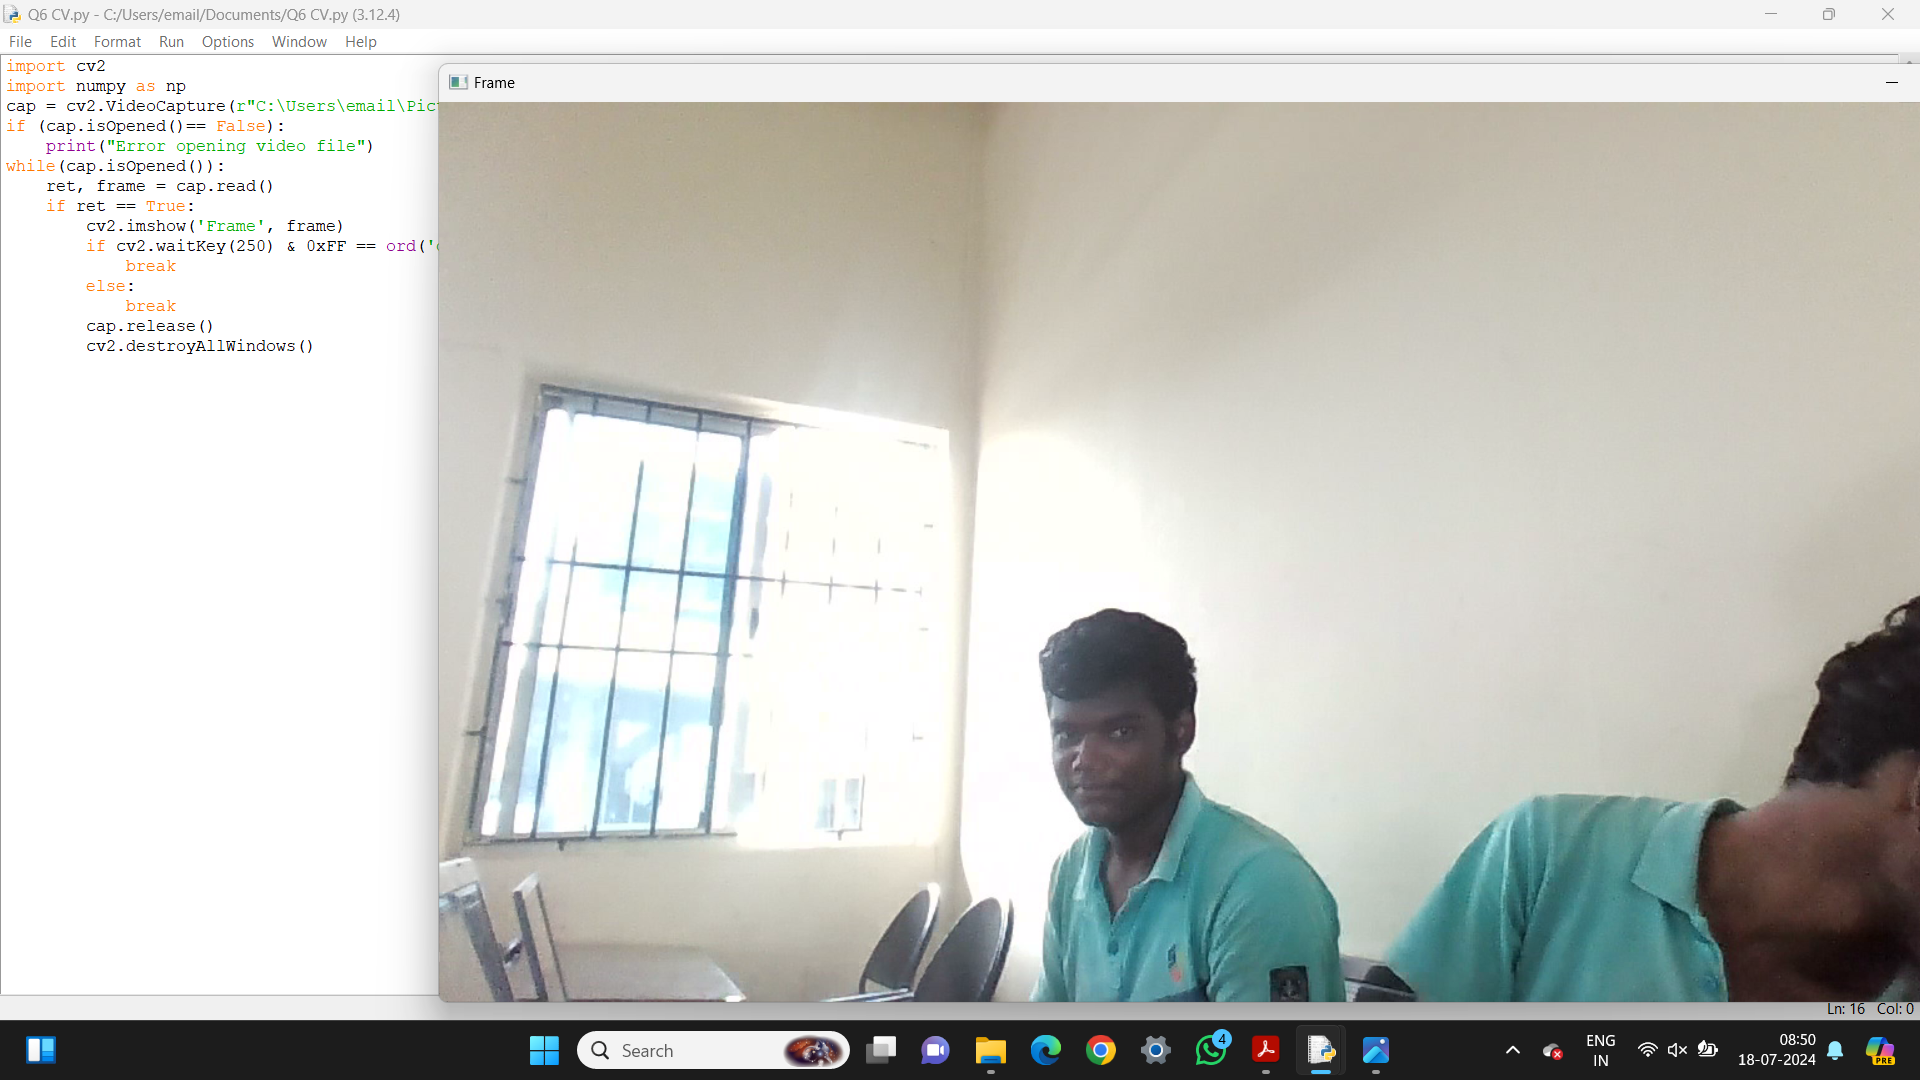 Q6 CV.py - C:/Users/email/Documents/Q6 CV.py (3.12.4)
File Edit Format Run Options Window Help
import cv2
import numpy as np
cap = cv2.VideoCapture(r"C:\Users\email\Pic
if (cap.isOpened()== False):
    print("Error opening video file")
while(cap.isOpened()):
    ret, frame = cap.read()
    if ret == True:
        cv2.imshow('Frame', frame)
        if cv2.waitKey(250) & 0xFF == ord('
            break
        else:
            break
        cap.release()
        cv2.destroyAllWindows()
Frame
Ln: 16 Col: 0
Search
4
ENG
IN
08:50
18-07-2024
PRE